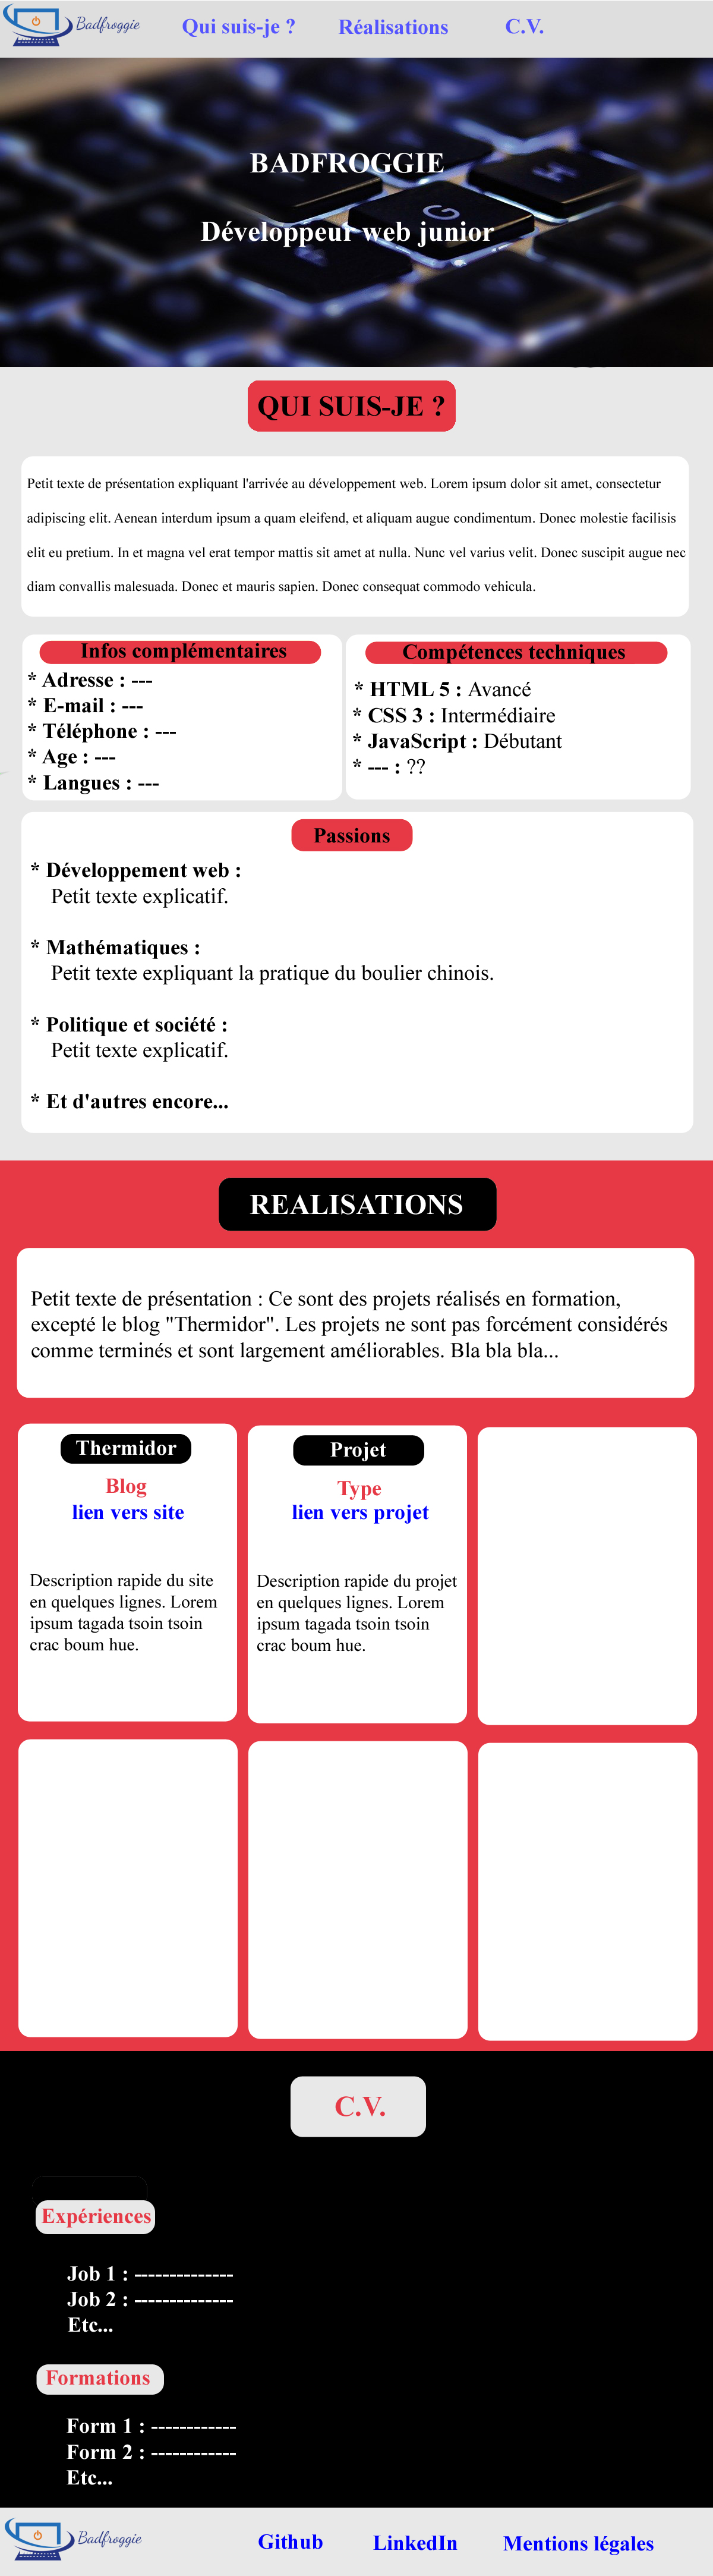 Badfroggie
Qui suis-je ? Réalisations C.V.
BADFROGGIE
Développeur web junior
G
H
QUI SUIS-JE ?
Petit texte de présentation expliquant l'arrivée au développement web. Lorem ipsum dolor sit amet, consectetur
adipiscing elit. Aenean interdum ipsum a quam eleifend, et aliquam augue condimentum. Donec molestie facilisis
elit eu pretium. In et magna vel erat tempor mattis sit amet at nulla. Nunc vel varius velit. Donec suscipit augue nec
diam convallis malesuada. Donec et mauris sapien. Donec consequat commodo vehicula.
Infos complémentaires
* Adresse : ---
* E-mail : ---
* Téléphone : ---
* Age : ---
* Langues : ---
Compétences techniques
* HTML 5 : Avancé
* CSS 3 : Intermédiaire
* JavaScript : Débutant
* --- : ??
Passions
* Développement web :
Petit texte explicatif.
* Mathématiques :
Petit texte expliquant la pratique du boulier chinois.
* Politique et société :
Petit texte explicatif.
* Et d'autres encore...
REALISATIONS
Petit texte de présentation : Ce sont des projets réalisés en formation,
excepté le blog "Thermidor". Les projets ne sont pas forcément considérés
comme terminés et sont largement améliorables. Bla bla bla...
Thermidor
Blog
lien vers site
Description rapide du site
en quelques lignes. Lorem
ipsum tagada tsoin tsoin
crac boum hue.
Projet
Type
lien vers projet
Description rapide du projet
en quelques lignes. Lorem
ipsum tagada tsoin tsoin
crac boum hue.
C.V.
Expériences
Job 1 : --------------
Job 2 : --------------
Etc...
Formations
Form 1 : ------------
Form 2 : ------------
Etc...
Badfroggie
Github LinkedIn Mentions légales